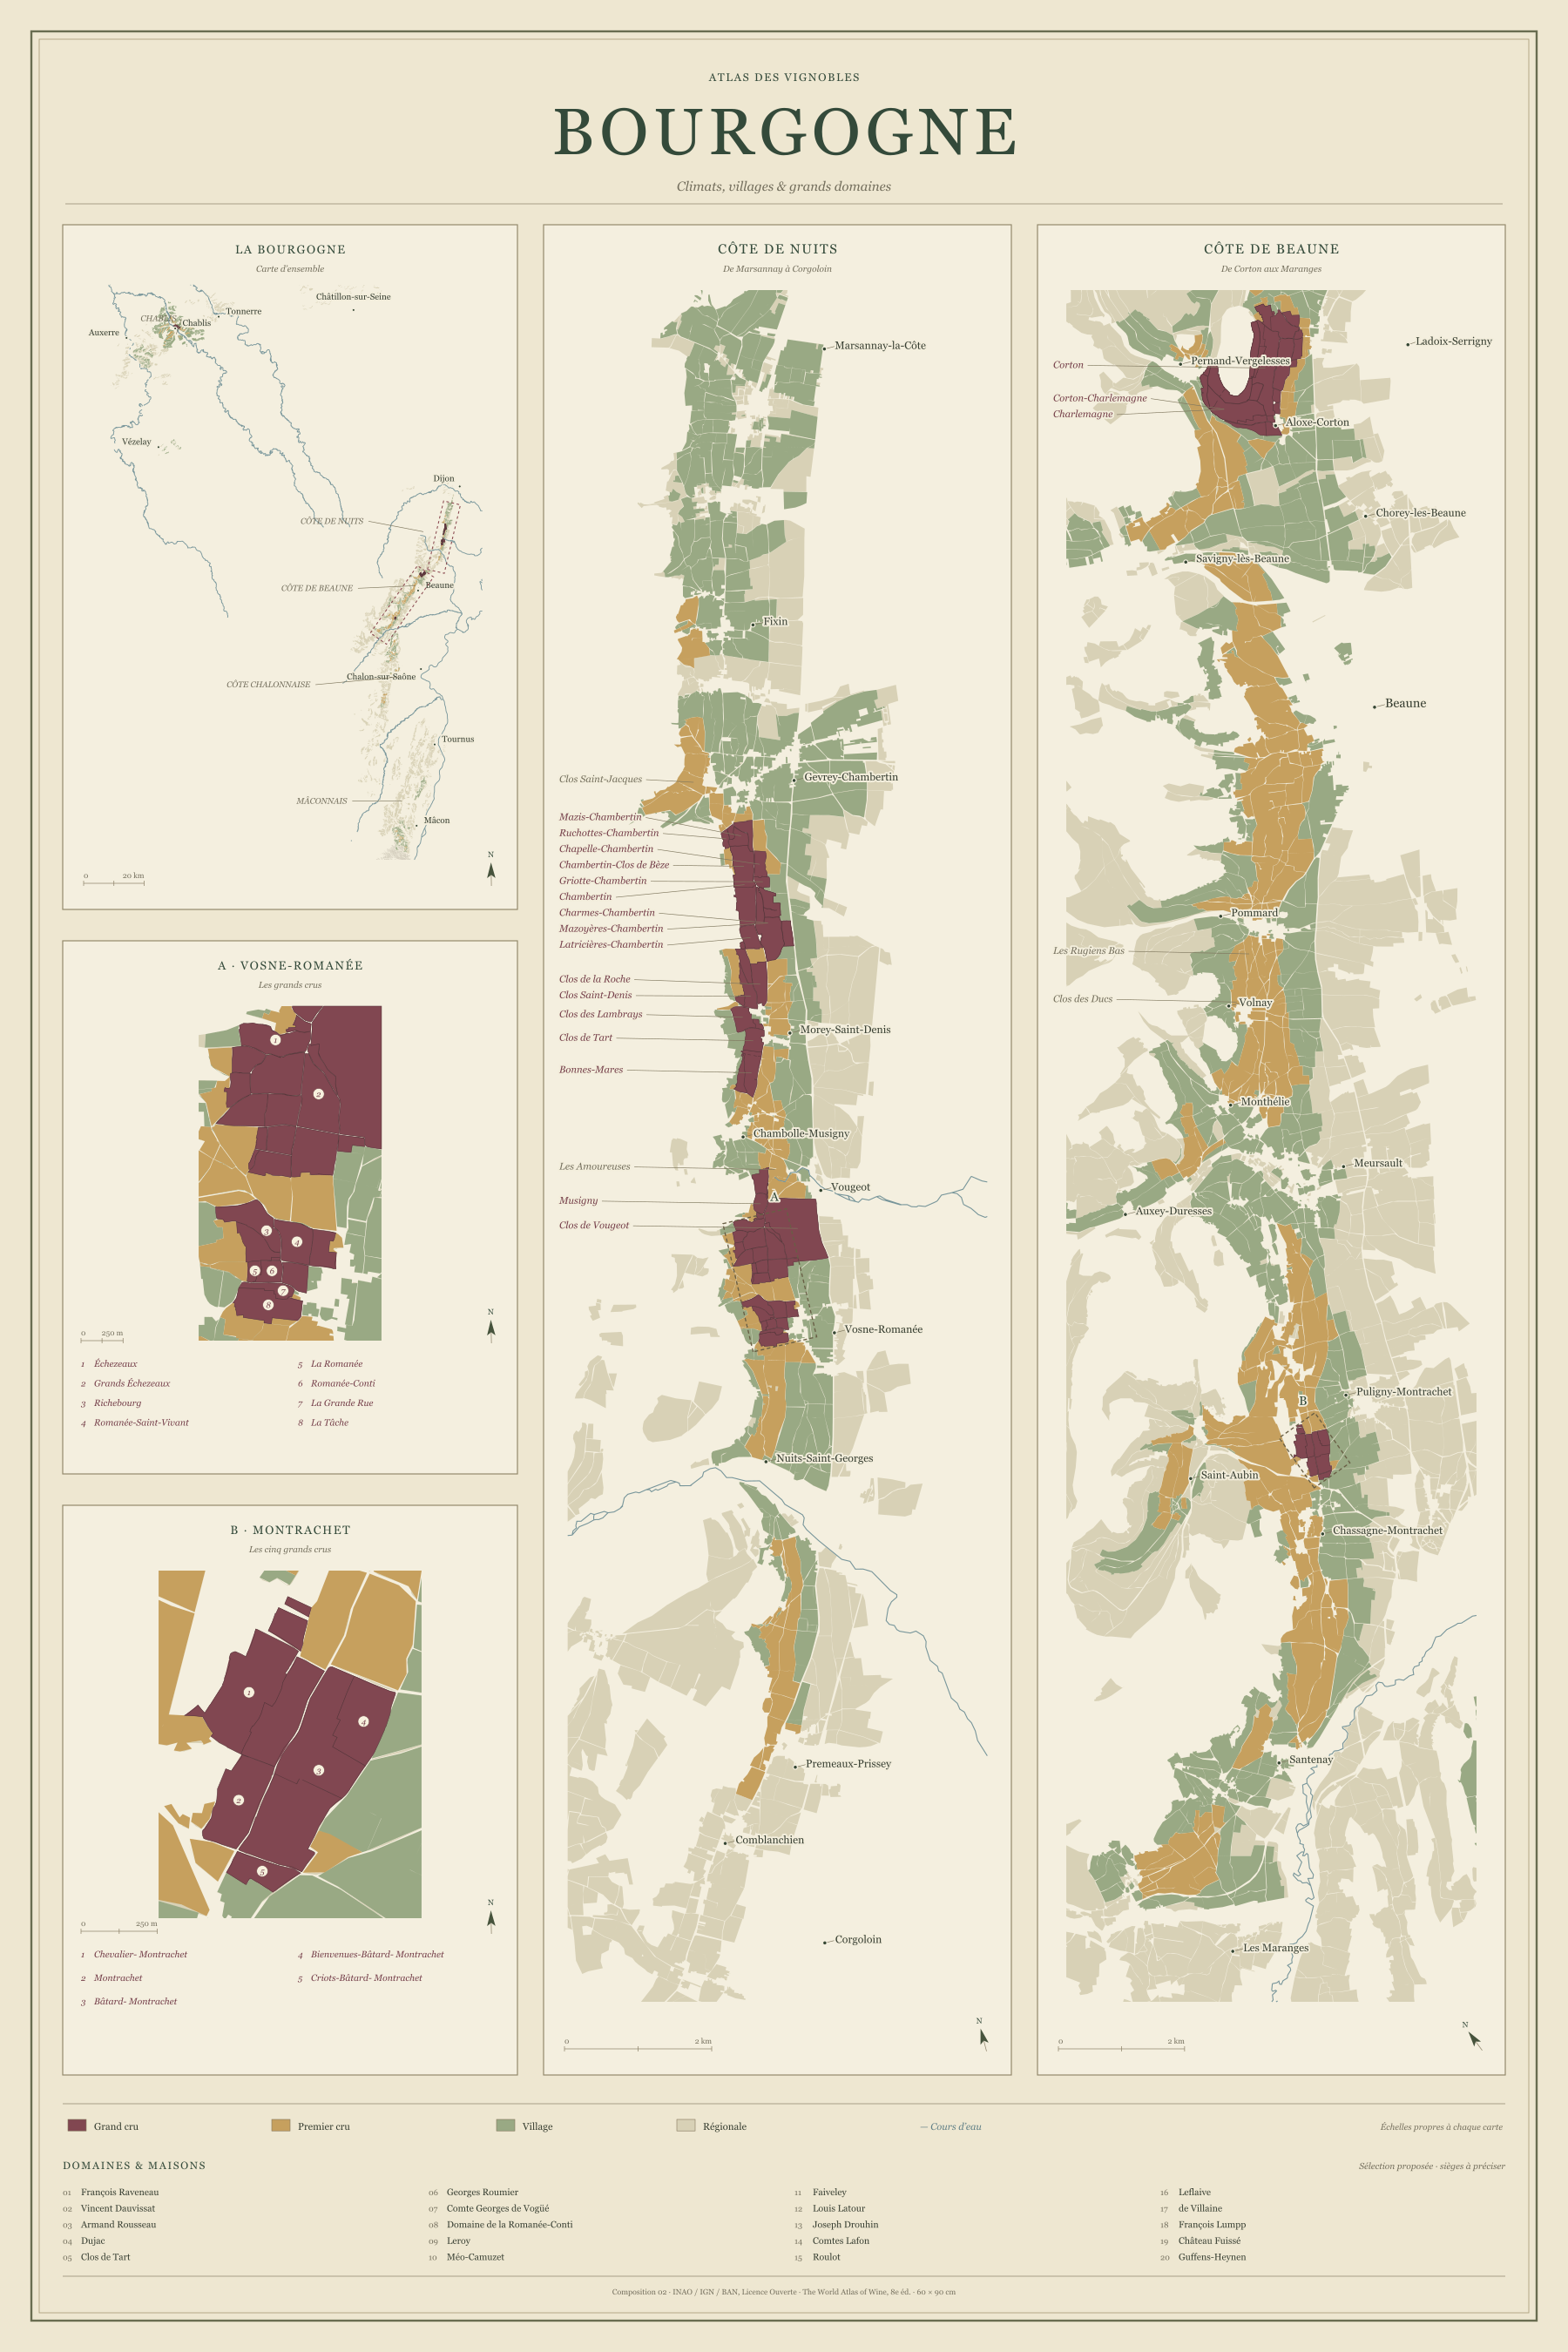 ATLAS DES VIGNOBLES
BOURGOGNE
Climats, villages & grands domaines
LA BOURGOGNE
Carte d'ensemble
Châtillon-sur-Seine
Tonnerre
CHABLIS
Chablis
Auxerre
Vézelay
Dijon
CÔTE DE NUITS
CÔTE DE BEAUNE
Beaune
Chalon-sur-Saône
CÔTE CHALONNAISE
Tournus
MÂCONNAIS
Mâcon
N
0 20 km
A · VOSNE-ROMANÉE
Les grands crus
1
2
3
4
5 6
7
8
N
0 250 m
1 Échezeaux
2 Grands Échezeaux
3 Richebourg
4 Romanée-Saint-Vivant
5 La Romanée
6 Romanée-Conti
7 La Grande Rue
8 La Tâche
B · MONTRACHET
Les cinq grands crus
1
4
3
2
5
N
0 250 m
1 Chevalier- Montrachet
2 Montrachet
3 Bâtard- Montrachet
4 Bienvenues-Bâtard- Montrachet
5 Criots-Bâtard- Montrachet
CÔTE DE NUITS
De Marsannay à Corgoloin
Marsannay-la-Côte
Fixin
Gevrey-Chambertin
Clos Saint-Jacques
Mazis-Chambertin
Ruchottes-Chambertin
Chapelle-Chambertin
Chambertin-Clos de Bèze
Griotte-Chambertin
Chambertin
Charmes-Chambertin
Mazoyères-Chambertin
Latricières-Chambertin
Clos de la Roche
Clos Saint-Denis
Clos des Lambrays
Morey-Saint-Denis
Clos de Tart
Bonnes-Mares
Chambolle-Musigny
Les Amoureuses
Vougeot
A
Musigny
Clos de Vougeot
Vosne-Romanée
Nuits-Saint-Georges
Premeaux-Prissey
Comblanchien
Corgoloin
N
0 2 km
CÔTE DE BEAUNE
De Corton aux Maranges
Ladoix-Serrigny
Pernand-Vergelesses
Corton
Corton-Charlemagne
Charlemagne
Aloxe-Corton
Chorey-les-Beaune
Savigny-lès-Beaune
Beaune
Pommard
Les Rugiens Bas
Clos des Ducs
Volnay
Monthélie
Meursault
Auxey-Duresses
Puligny-Montrachet
B
Saint-Aubin
Chassagne-Montrachet
Santenay
Les Maranges
N
0 2 km
Grand cru
Premier cru
Village
Régionale
— Cours d'eau
Échelles propres à chaque carte
DOMAINES & MAISONS
Sélection proposée · sièges à préciser
01 François Raveneau
02 Vincent Dauvissat
03 Armand Rousseau
04 Dujac
05 Clos de Tart
06 Georges Roumier
07 Comte Georges de Vogüé
08 Domaine de la Romanée-Conti
09 Leroy
10 Méo-Camuzet
11 Faiveley
12 Louis Latour
13 Joseph Drouhin
14 Comtes Lafon
15 Roulot
16 Leflaive
17 de Villaine
18 François Lumpp
19 Château Fuissé
20 Guffens-Heynen
Composition 02 · INAO / IGN / BAN, Licence Ouverte · The World Atlas of Wine, 8e éd. · 60 × 90 cm